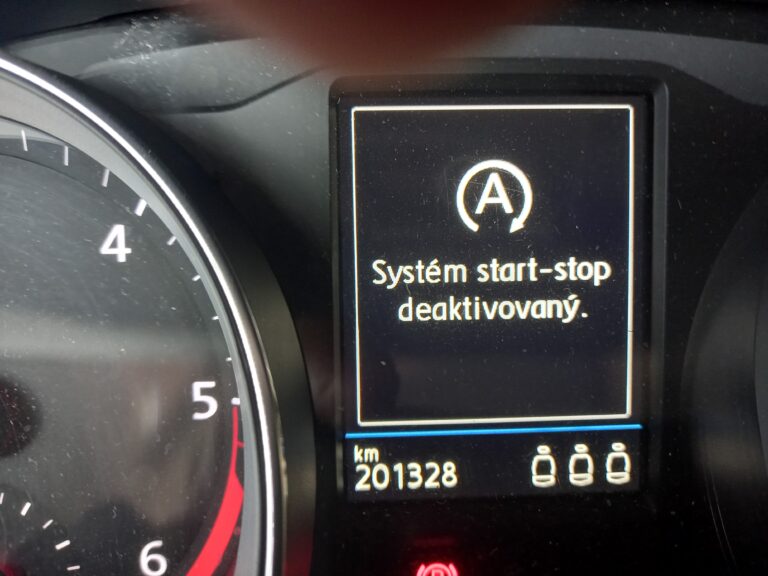 4
5
6
A
Systém start-stop
deaktivovaný.
km
201328
P